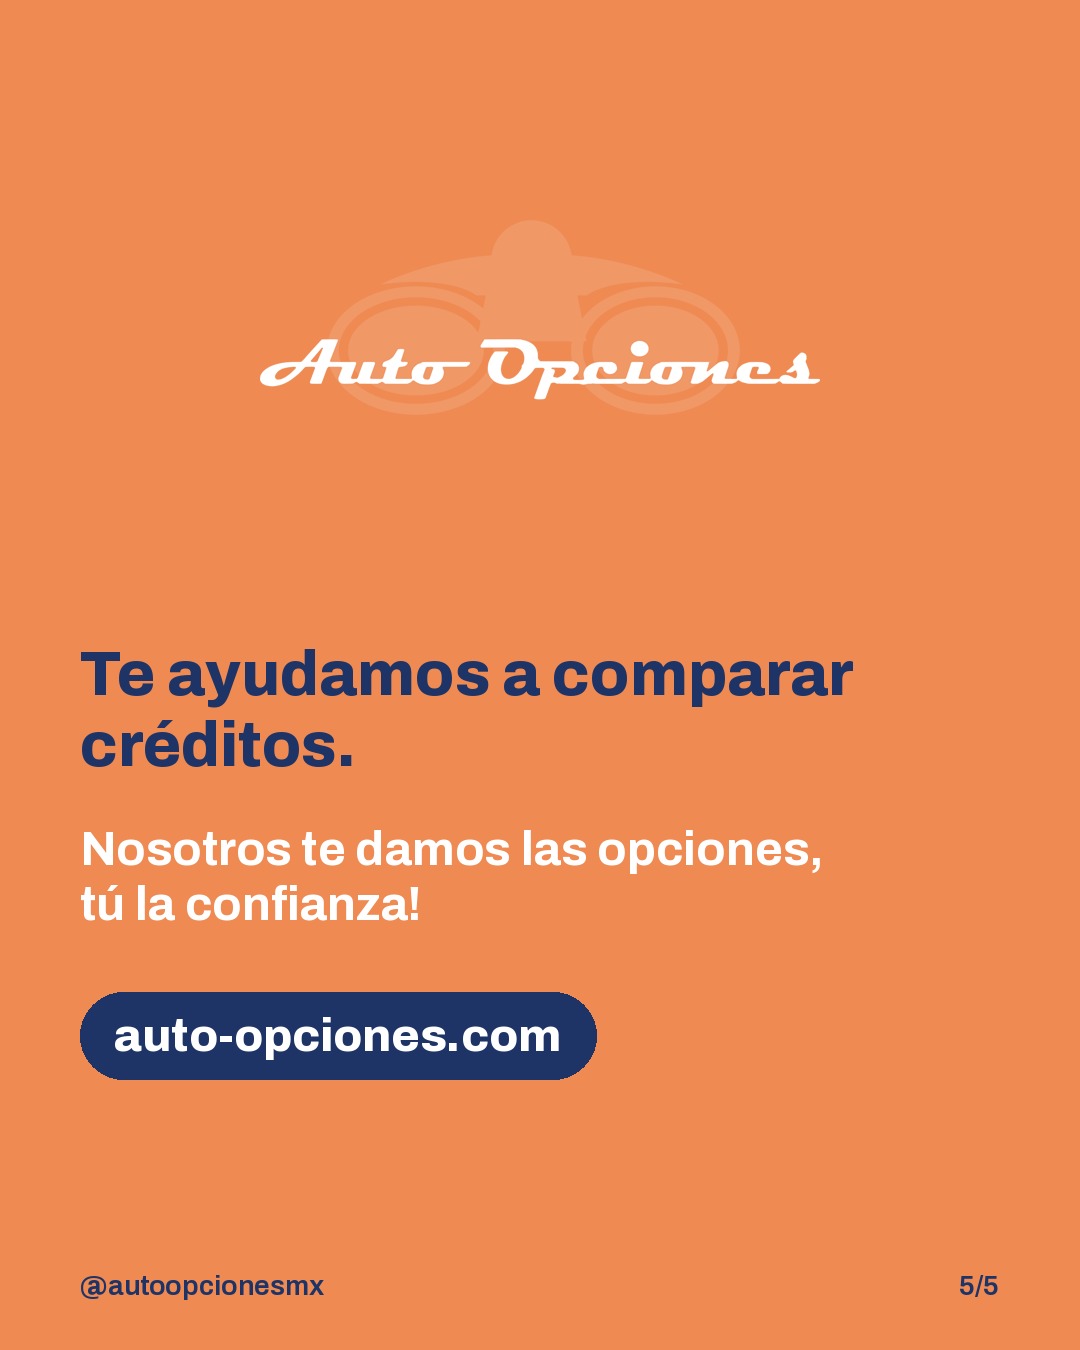 Auto Opciones
Te ayudamos a comparar
créditos.
Nosotros te damos las opciones,
tú la confianza!
auto-opciones.com
@autoopcionesmx
5/5